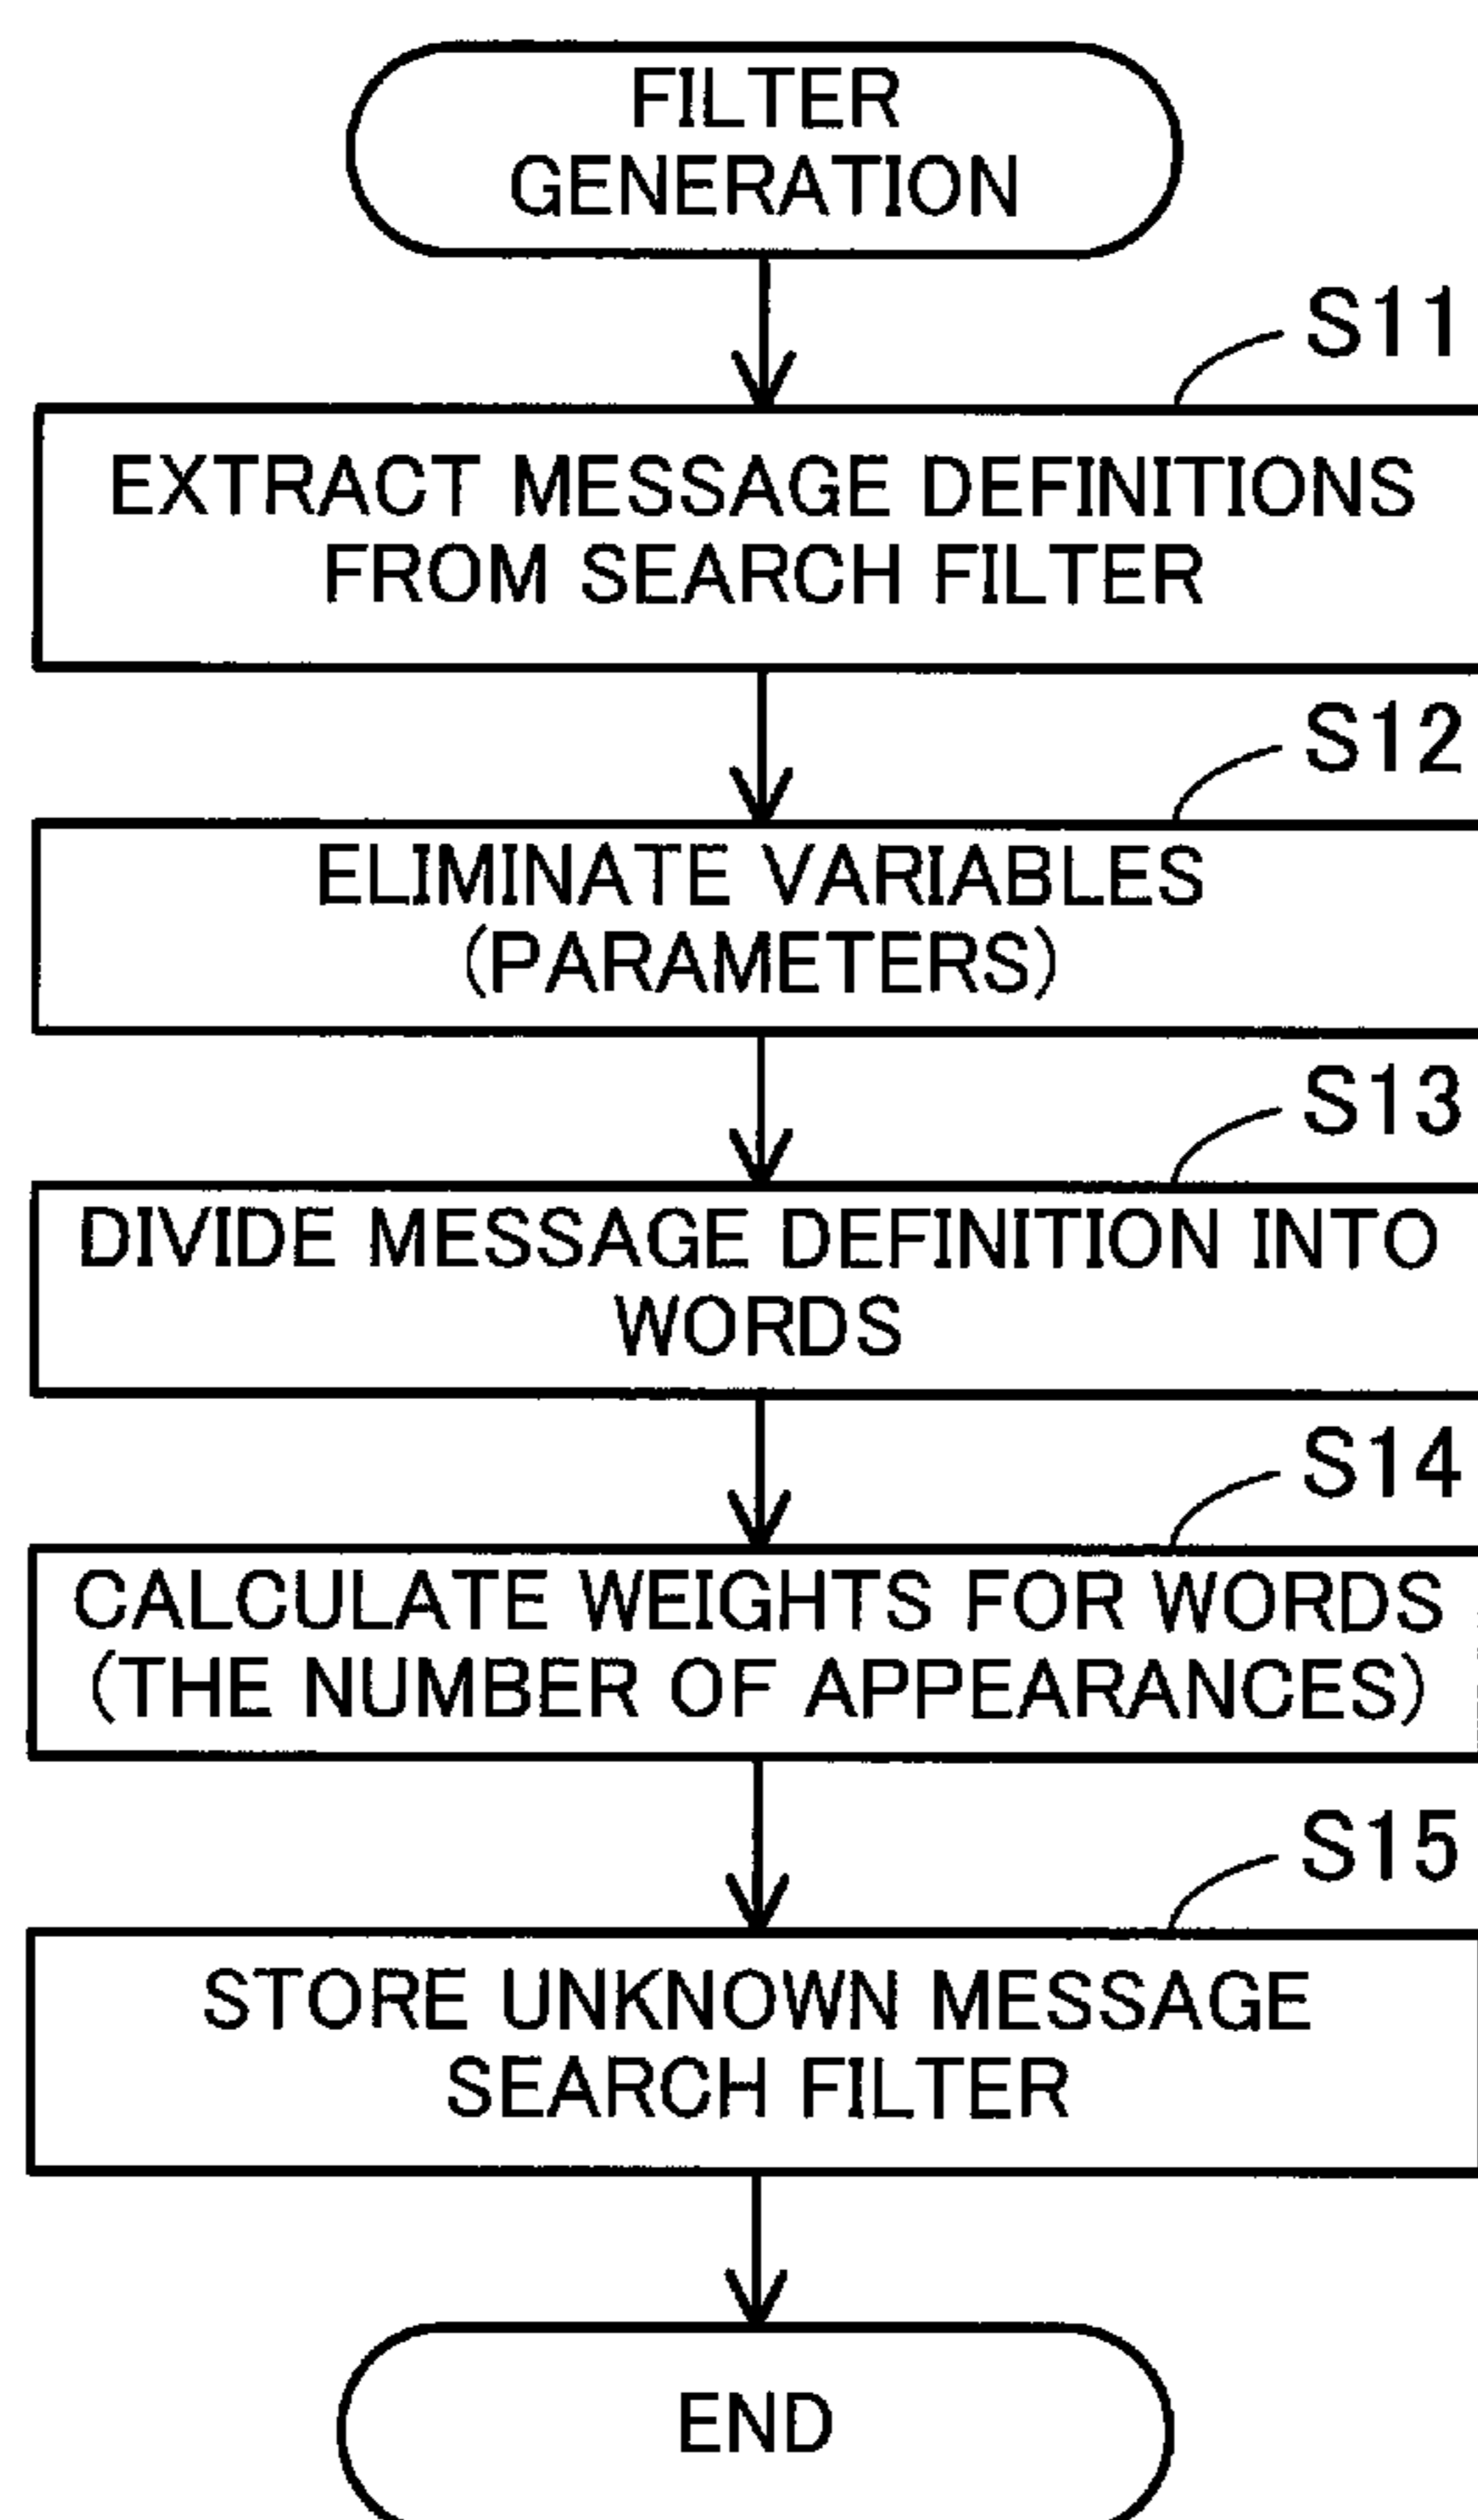 FILTER
GENERATION
S11
EXTRACT MESSAGE DEFINITIONS
FROM SEARCH FILTER
S12
ELIMINATE VARIABLES
(PARAMETERS)
S13
DIVIDE MESSAGE DEFINITION INTO
WORDS
S14
CALCULATE WEIGHTS FOR WORDS
(THE NUMBER OF APPEARANCES)
S15
STORE UNKNOWN MESSAGE
SEARCH FILTER
END